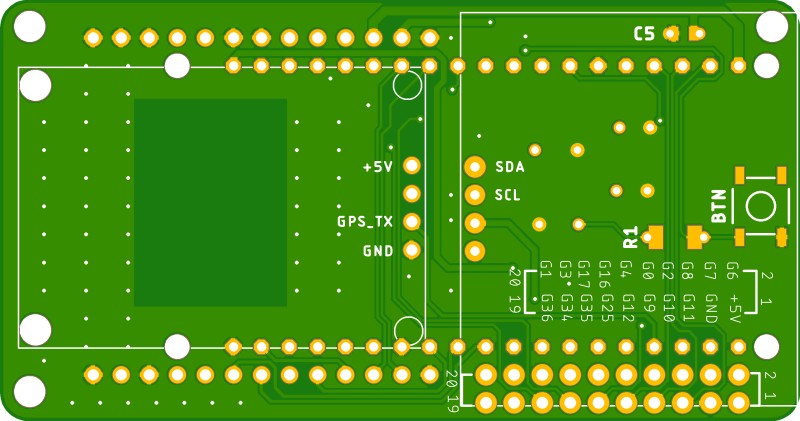 C5
+5V
GPS_TX
GND
SDA
SCL
BTN
R1
20 19
G1 G36
G3 G34
G17 G35
G16 G25
G4 G12
G0 G9
G2 G10
G8 G11
G7 GND
G6 +5V
2 1
20 19
2 1